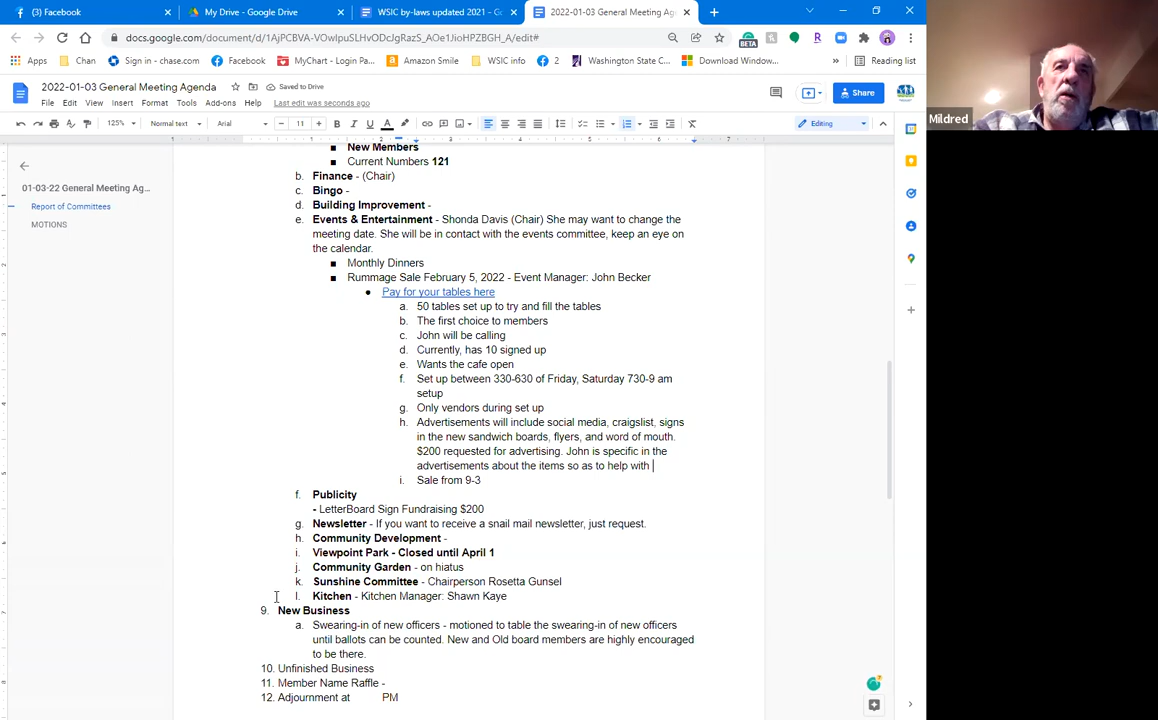 (3) Facebook
My Drive - Google Drive
WSIC by-laws updated 2021 - Go
2022-01-03 General Meeting Age
docs.google.com/document/d/1AjPCBVA-VOwIpuSLHvODcJgRazS_AOe1JioHPZBGH_A/edit#
BETA
Apps
Chan
Sign in - chase.com
Facebook
MyChart - Login Pa...
Amazon Smile
WSIC info
2
Washington State C...
Download Window...
Reading list
2022-01-03 General Meeting Agenda
Saved to Drive
File Edit View Insert Format Tools Add-ons Help Last edit was seconds ago
Share
125% Normal text Arial 11 B I U A Editing
01-03-22 General Meeting Ag...
Report of Committees
MOTIONS
New Members
Current Numbers 121
b. Finance - (Chair)
c. Bingo -
d. Building Improvement -
e. Events & Entertainment - Shonda Davis (Chair) She may want to change the
meeting date. She will be in contact with the events committee, keep an eye on
the calendar.
Monthly Dinners
Rummage Sale February 5, 2022 - Event Manager: John Becker
Pay for your tables here
a. 50 tables set up to try and fill the tables
b. The first choice to members
c. John will be calling
d. Currently, has 10 signed up
e. Wants the cafe open
f. Set up between 330-630 of Friday, Saturday 730-9 am
setup
g. Only vendors during set up
h. Advertisements will include social media, craigslist, signs
in the new sandwich boards, flyers, and word of mouth.
$200 requested for advertising. John is specific in the
advertisements about the items so as to help with
i. Sale from 9-3
f. Publicity
- LetterBoard Sign Fundraising $200
g. Newsletter - If you want to receive a snail mail newsletter, just request.
h. Community Development -
i. Viewpoint Park - Closed until April 1
j. Community Garden - on hiatus
k. Sunshine Committee - Chairperson Rosetta Gunsel
l. Kitchen - Kitchen Manager: Shawn Kaye
9. New Business
a. Swearing-in of new officers - motioned to table the swearing-in of new officers
until ballots can be counted. New and Old board members are highly encouraged
to be there.
10. Unfinished Business
11. Member Name Raffle -
12. Adjournment at PM
Mildred